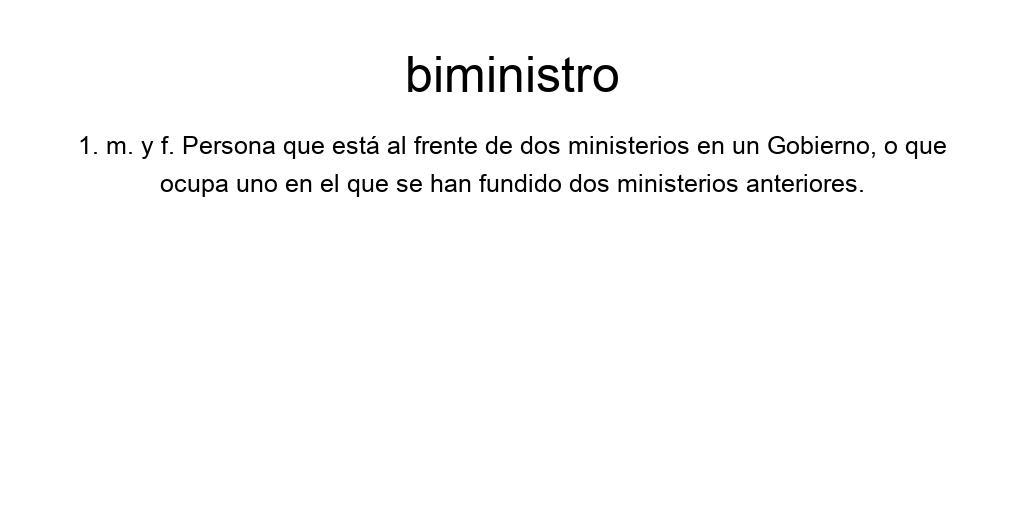 biministro
1. m. y f. Persona que está al frente de dos ministerios en un Gobierno, o que
ocupa uno en el que se han fundido dos ministerios anteriores.